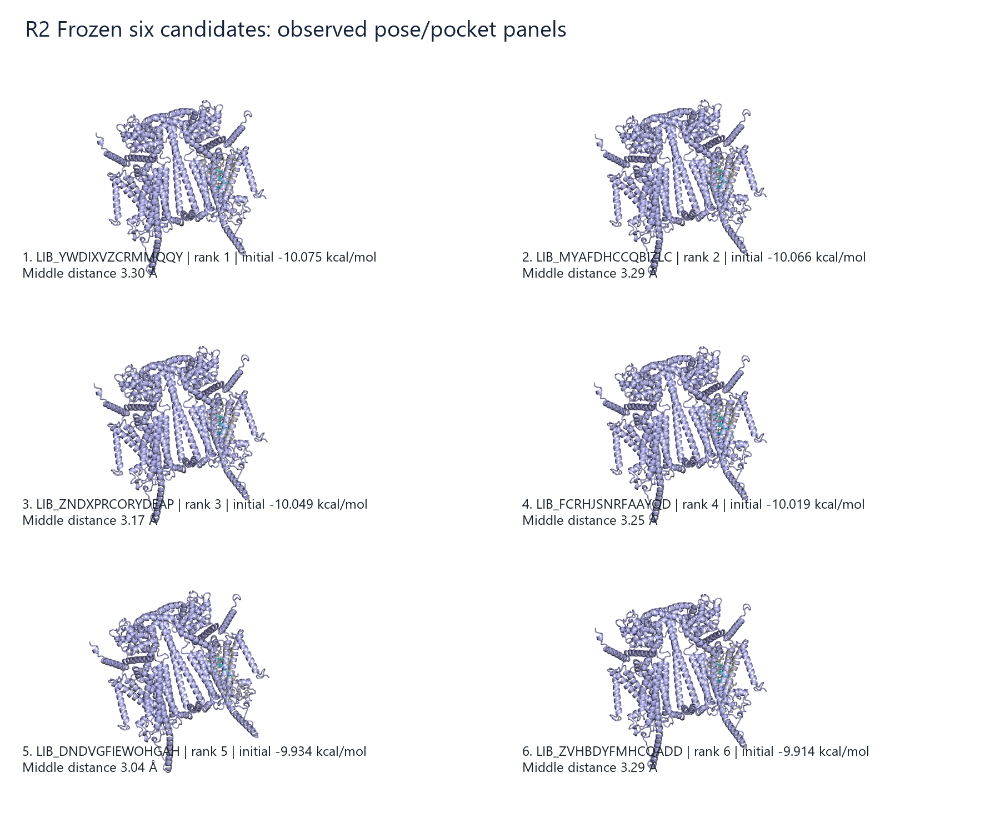 R2 Frozen six candidates: observed pose/pocket panels
1. LIB_YWDIXVZCRMMQQY | rank 1 | initial -10.075 kcal/mol
Middle distance 3.30 Å
2. LIB_MYAFDHCCQBIZLC | rank 2 | initial -10.066 kcal/mol
Middle distance 3.29 Å
3. LIB_ZNDXPRCORYDEAP | rank 3 | initial -10.049 kcal/mol
Middle distance 3.17 Å
4. LIB_FCRHJSNRFAAYQD | rank 4 | initial -10.019 kcal/mol
Middle distance 3.25 Å
5. LIB_DNDVGFIEWOHGAH | rank 5 | initial -9.934 kcal/mol
Middle distance 3.04 Å
6. LIB_ZVHBDYFMHCQADD | rank 6 | initial -9.914 kcal/mol
Middle distance 3.29 Å